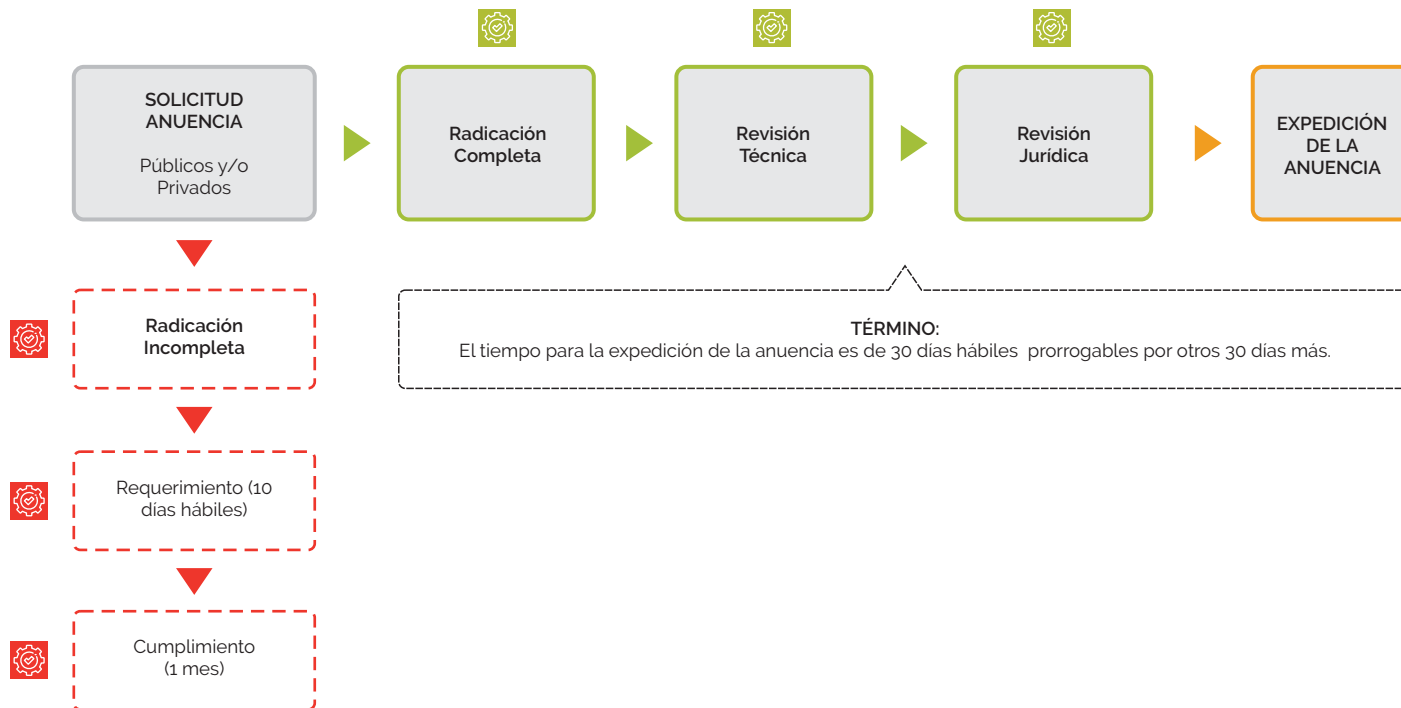 SOLICITUD
ANUENCIA
Públicos y/o
Privados
Radicación
Completa
Revisión
Técnica
Revisión
Jurídica
EXPEDICIÓN
DE LA
ANUENCIA
Radicación
Incompleta
TÉRMINO:
El tiempo para la expedición de la anuencia es de 30 días hábiles prorrogables por otros 30 días más.
Requerimiento (10
días hábiles)
Cumplimiento
(1 mes)